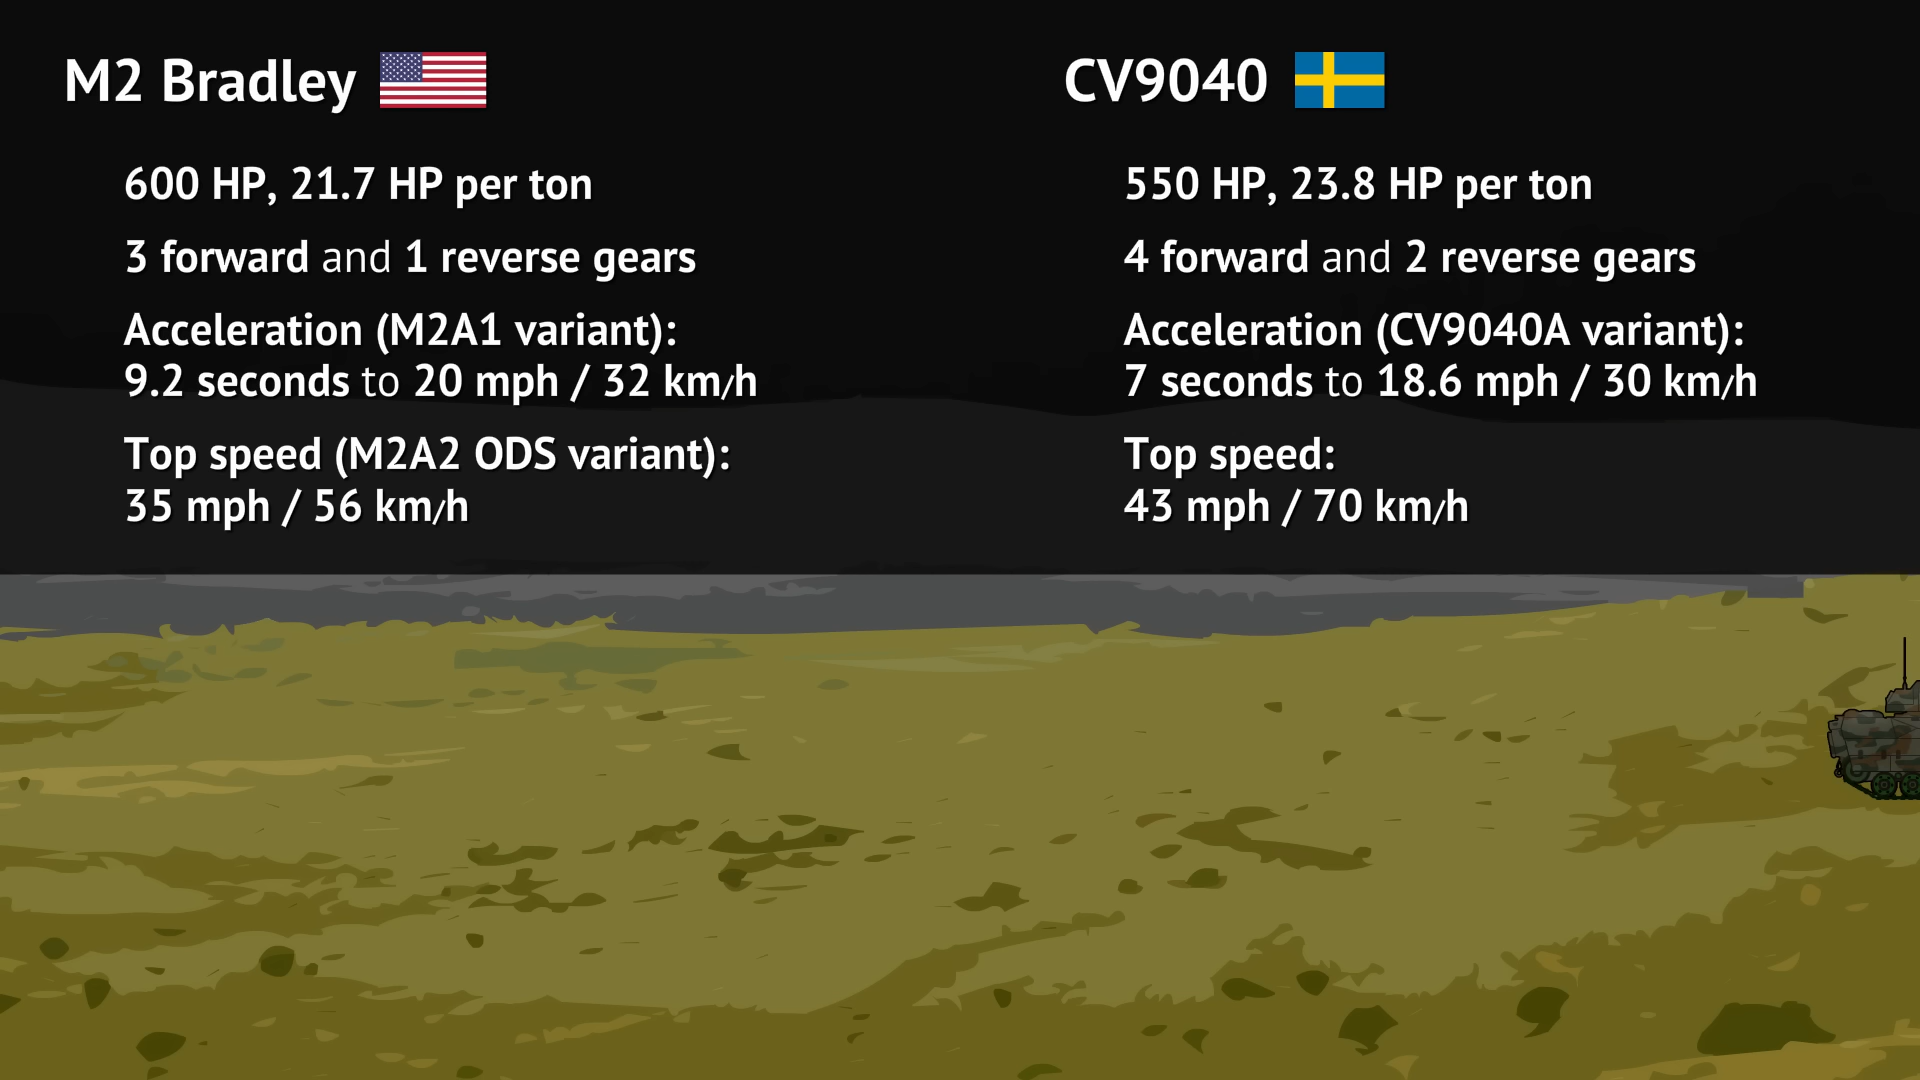 M2 Bradley
600 HP, 21.7 HP per ton
3 forward and 1 reverse gears
Acceleration (M2A1 variant):
9.2 seconds to 20 mph / 32 km/h
Top speed (M2A2 ODS variant):
35 mph / 56 km/h
CV9040
550 HP, 23.8 HP per ton
4 forward and 2 reverse gears
Acceleration (CV9040A variant):
7 seconds to 18.6 mph / 30 km/h
Top speed:
43 mph / 70 km/h